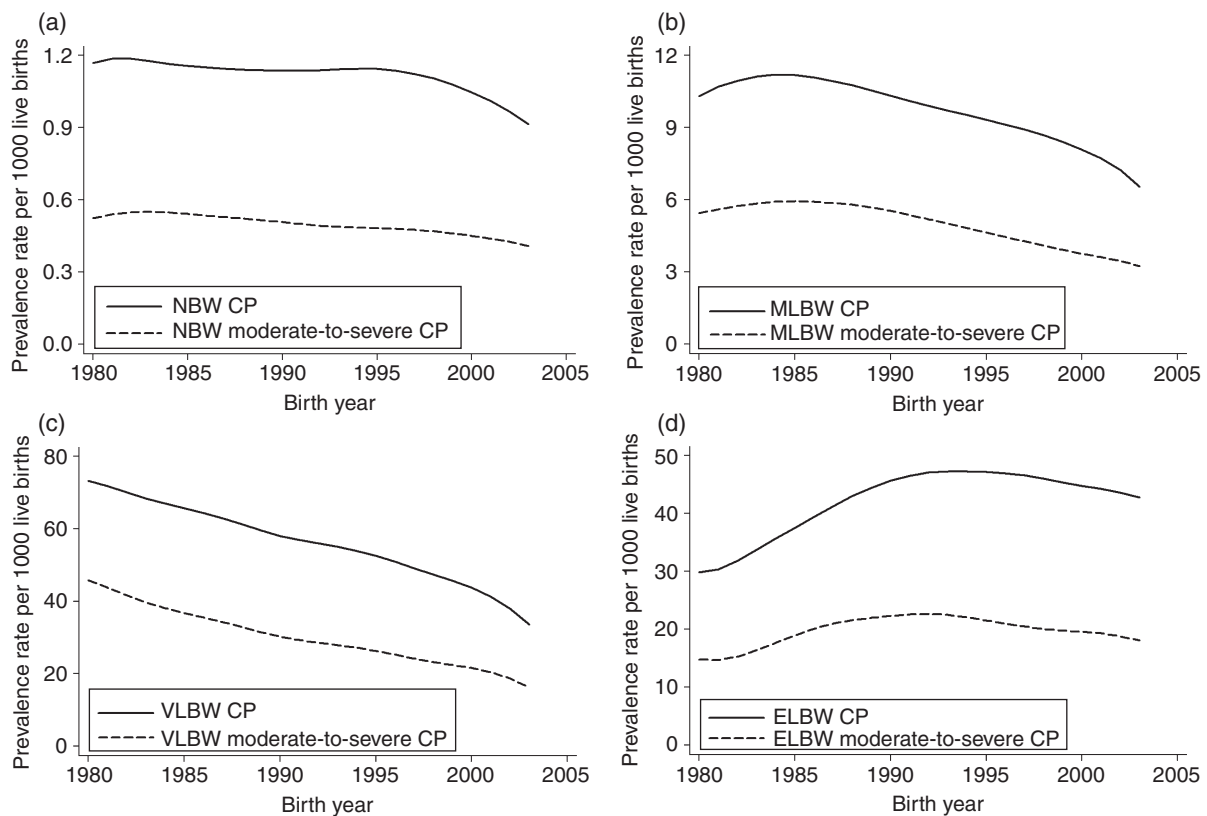 (a)
Prevalence rate per 1000 live births
1.2
0.9
0.6
0.3
0.0
NBW CP
NBW moderate-to-severe CP
1980 1985 1990 1995 2000 2005
Birth year
(b)
Prevalence rate per 1000 live births
12
9
6
3
0
MLBW CP
MLBW moderate-to-severe CP
1980 1985 1990 1995 2000 2005
Birth year
(c)
Prevalence rate per 1000 live births
80
60
40
20
0
VLBW CP
VLBW moderate-to-severe CP
1980 1985 1990 1995 2000 2005
Birth year
(d)
Prevalence rate per 1000 live births
50
40
30
20
10
0
ELBW CP
ELBW moderate-to-severe CP
1980 1985 1990 1995 2000 2005
Birth year